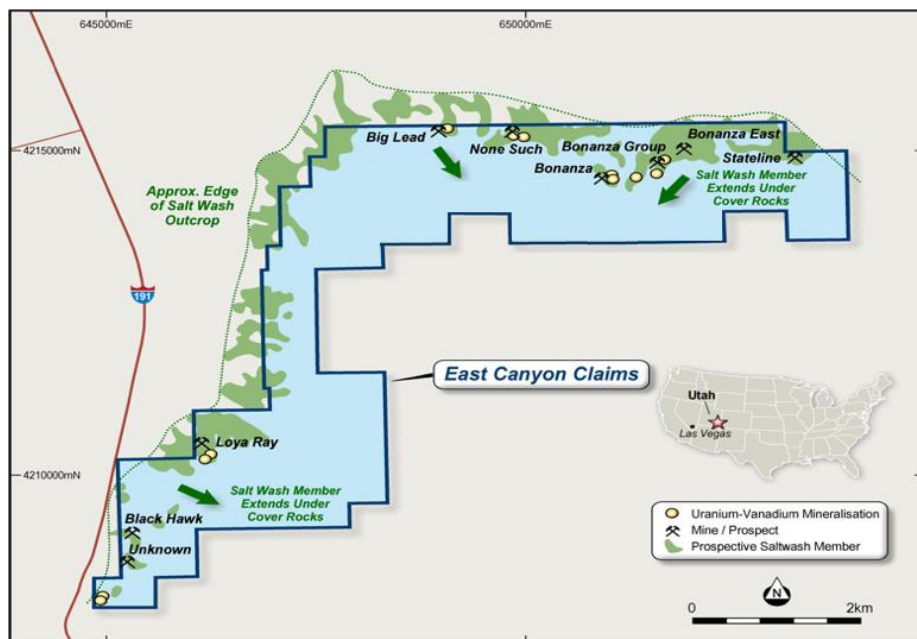 645000mE
650000mE
4215000mN
Big Lead
None Such
Bonanza Group
Bonanza East
Bonanza
Stateline
Salt Wash Member
Extends Under
Cover Rocks
Approx. Edge
of Salt Wash
Outcrop
191
East Canyon Claims
Utah
Las Vegas
Loya Ray
4210000mN
Salt Wash Member
Extends Under
Cover Rocks
Black Hawk
Unknown
Uranium-Vanadium Mineralisation
Mine / Prospect
Prospective Saltwash Member
N
0
2km